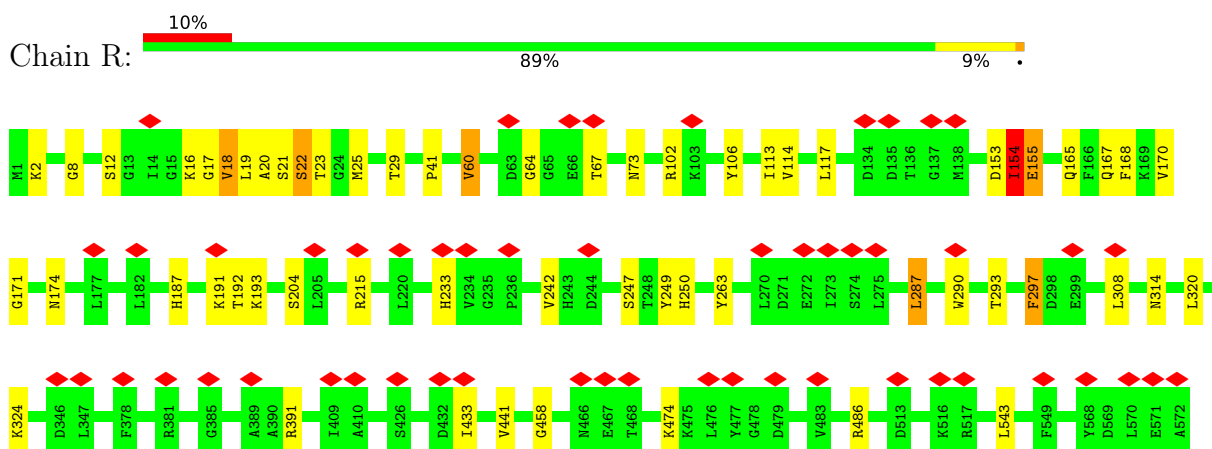 10%
Chain R:
89% 9% •
M1 K2 G8 S12 G13 I14 G15 K16 G17 V18 L19 A20 S21 S22 T23 G24 M25 T29 P41 V60 D63 G64 G65 E66 T67 N73 R102 K103 Y106 I113 V114 L117 D134 D135 T136 G137 M138 D153 I154 E155 Q165 F166 Q167 F168 K169 V170
G171 N174 L177 L182 H187 K191 T192 K193 S204 L205 R215 L220 H233 V234 G235 P236 V242 H243 D244 S247 T248 Y249 H250 Y263 L270 D271 E272 I273 S274 L275 L287 W290 T293 F297 D298 E299 L308 N314 L320
K324 D346 L347 F378 R381 G385 A389 A390 R391 I409 A410 S426 D432 I433 V441 G458 N466 E467 T468 K474 K475 L476 Y477 G478 D479 V483 R486 D513 K516 R517 L543 F549 Y568 D569 L570 E571 A572